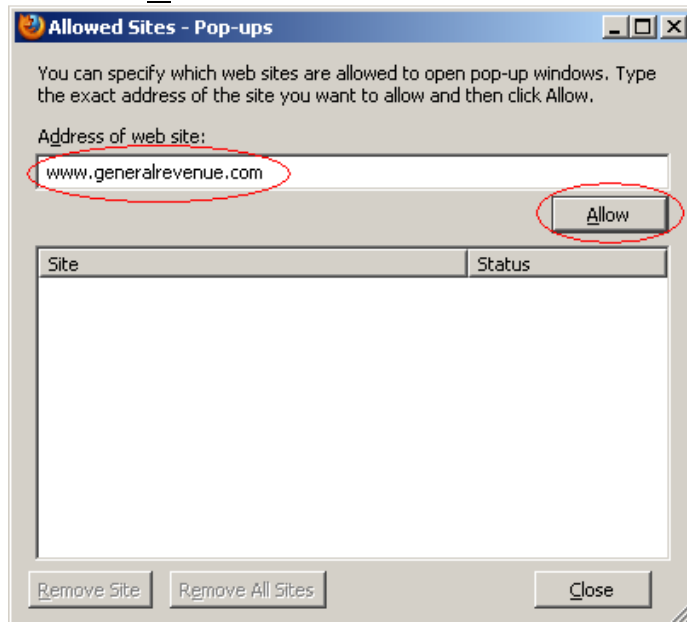 Allowed Sites - Pop-ups
You can specify which web sites are allowed to open pop-up windows. Type
the exact address of the site you want to allow and then click Allow.
Address of web site:
www.generalrevenue.com
Allow
Site Status
Remove Site Remove All Sites Close